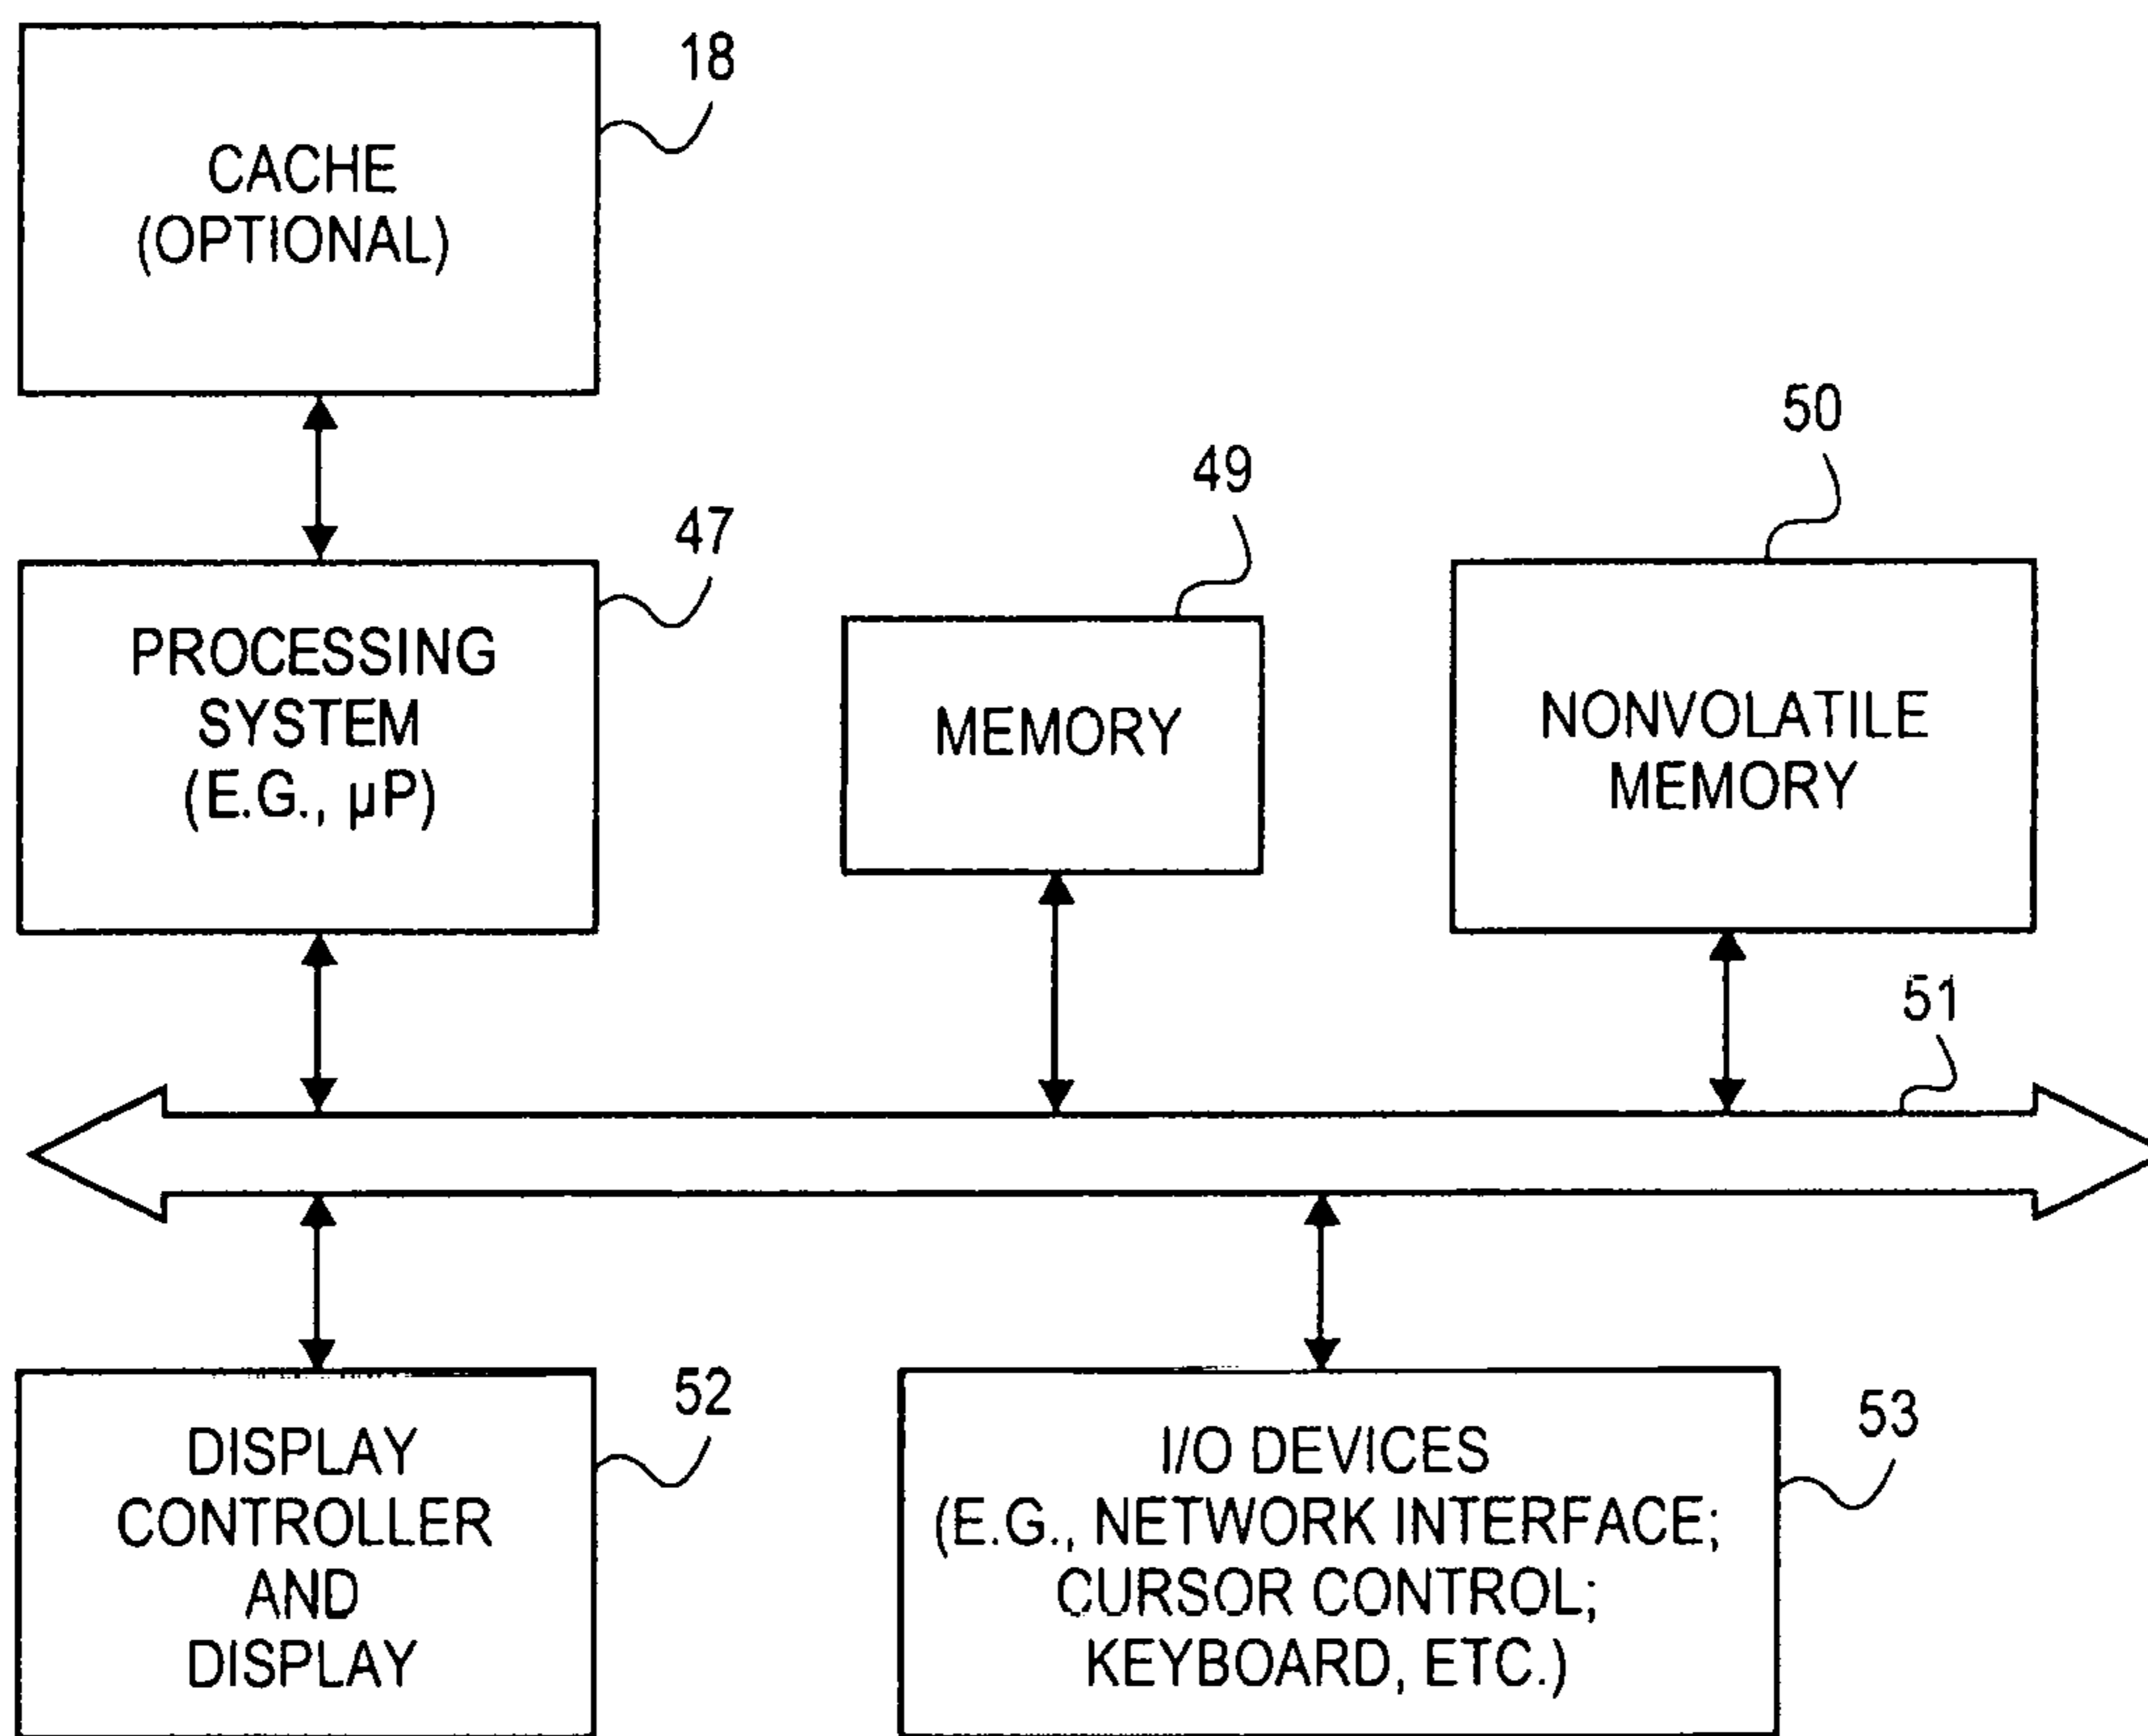 18
CACHE
(OPTIONAL)
47
PROCESSING
SYSTEM
(E.G., µP)
49
MEMORY
50
NONVOLATILE
MEMORY
51
52
DISPLAY
CONTROLLER
AND
DISPLAY
53
I/O DEVICES
(E.G., NETWORK INTERFACE;
CURSOR CONTROL;
KEYBOARD, ETC.)